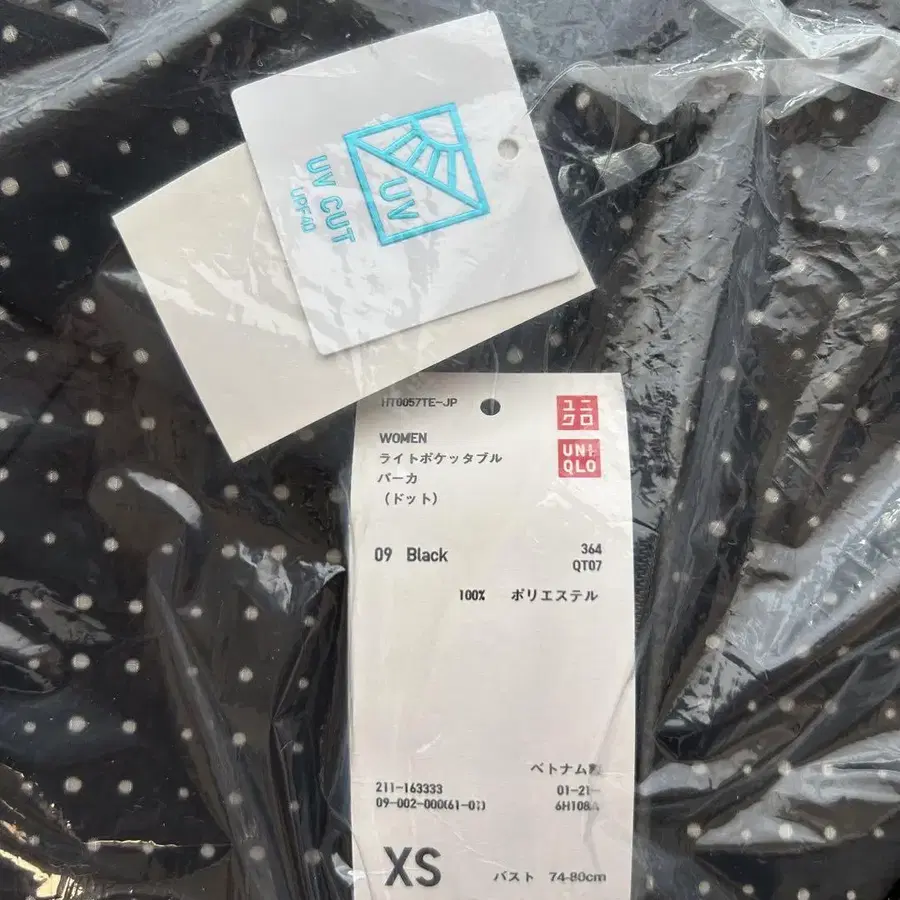 UV
UV CUT
UPF40
HT0057TE-JP
ユニクロ
UNIQLO
WOMEN
ライトポケッタブル
パーカ
（ドット）
09 Black
364
QT07
100% ポリエステル
ベトナム製
211-163333
01-21-
09-002-000(61-01)
6H108A
XS
バスト 74-80cm